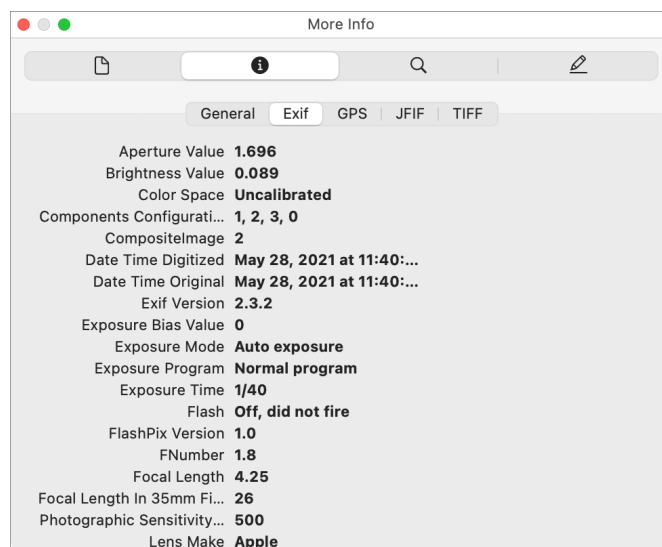 More Info
General Exif GPS JFIF TIFF
Aperture Value 1.696
Brightness Value 0.089
Color Space Uncalibrated
Components Configurati... 1, 2, 3, 0
CompositeImage 2
Date Time Digitized May 28, 2021 at 11:40:...
Date Time Original May 28, 2021 at 11:40:...
Exif Version 2.3.2
Exposure Bias Value 0
Exposure Mode Auto exposure
Exposure Program Normal program
Exposure Time 1/40
Flash Off, did not fire
FlashPix Version 1.0
FNumber 1.8
Focal Length 4.25
Focal Length In 35mm Fi... 26
Photographic Sensitivity... 500
Lens Make Apple